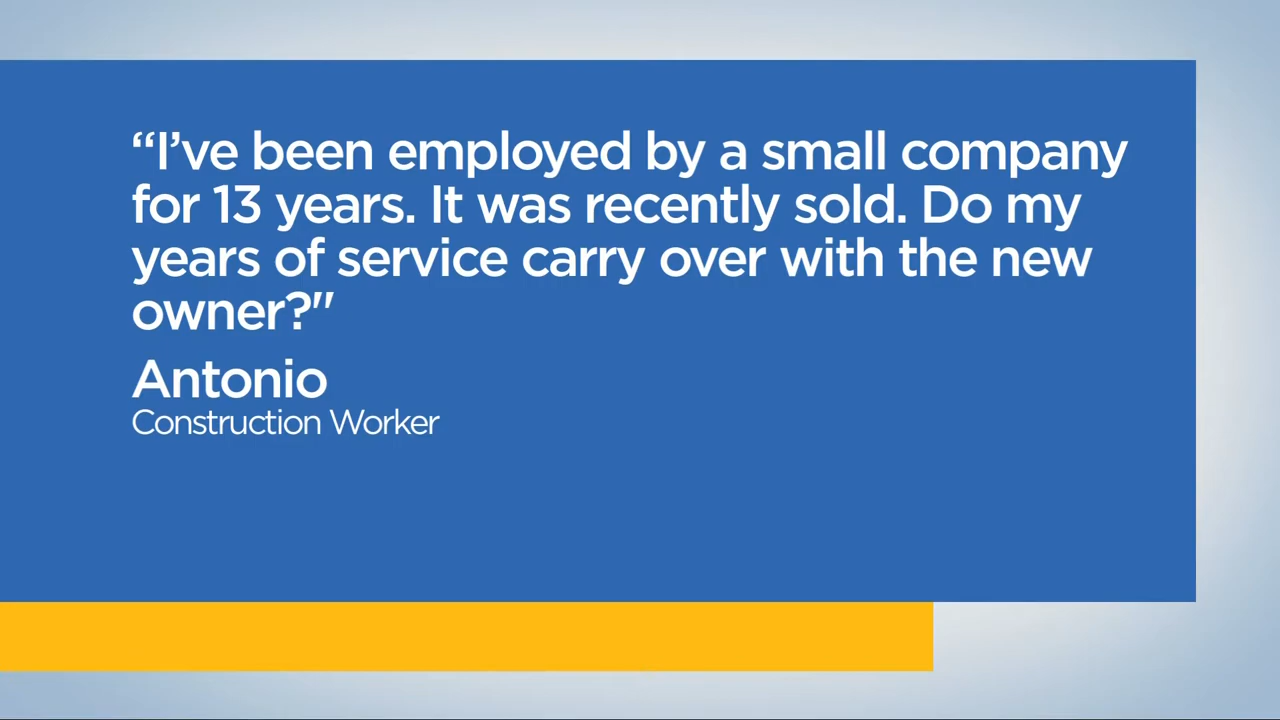 “I’ve been employed by a small company
for 13 years. It was recently sold. Do my
years of service carry over with the new
owner?"
Antonio
Construction Worker